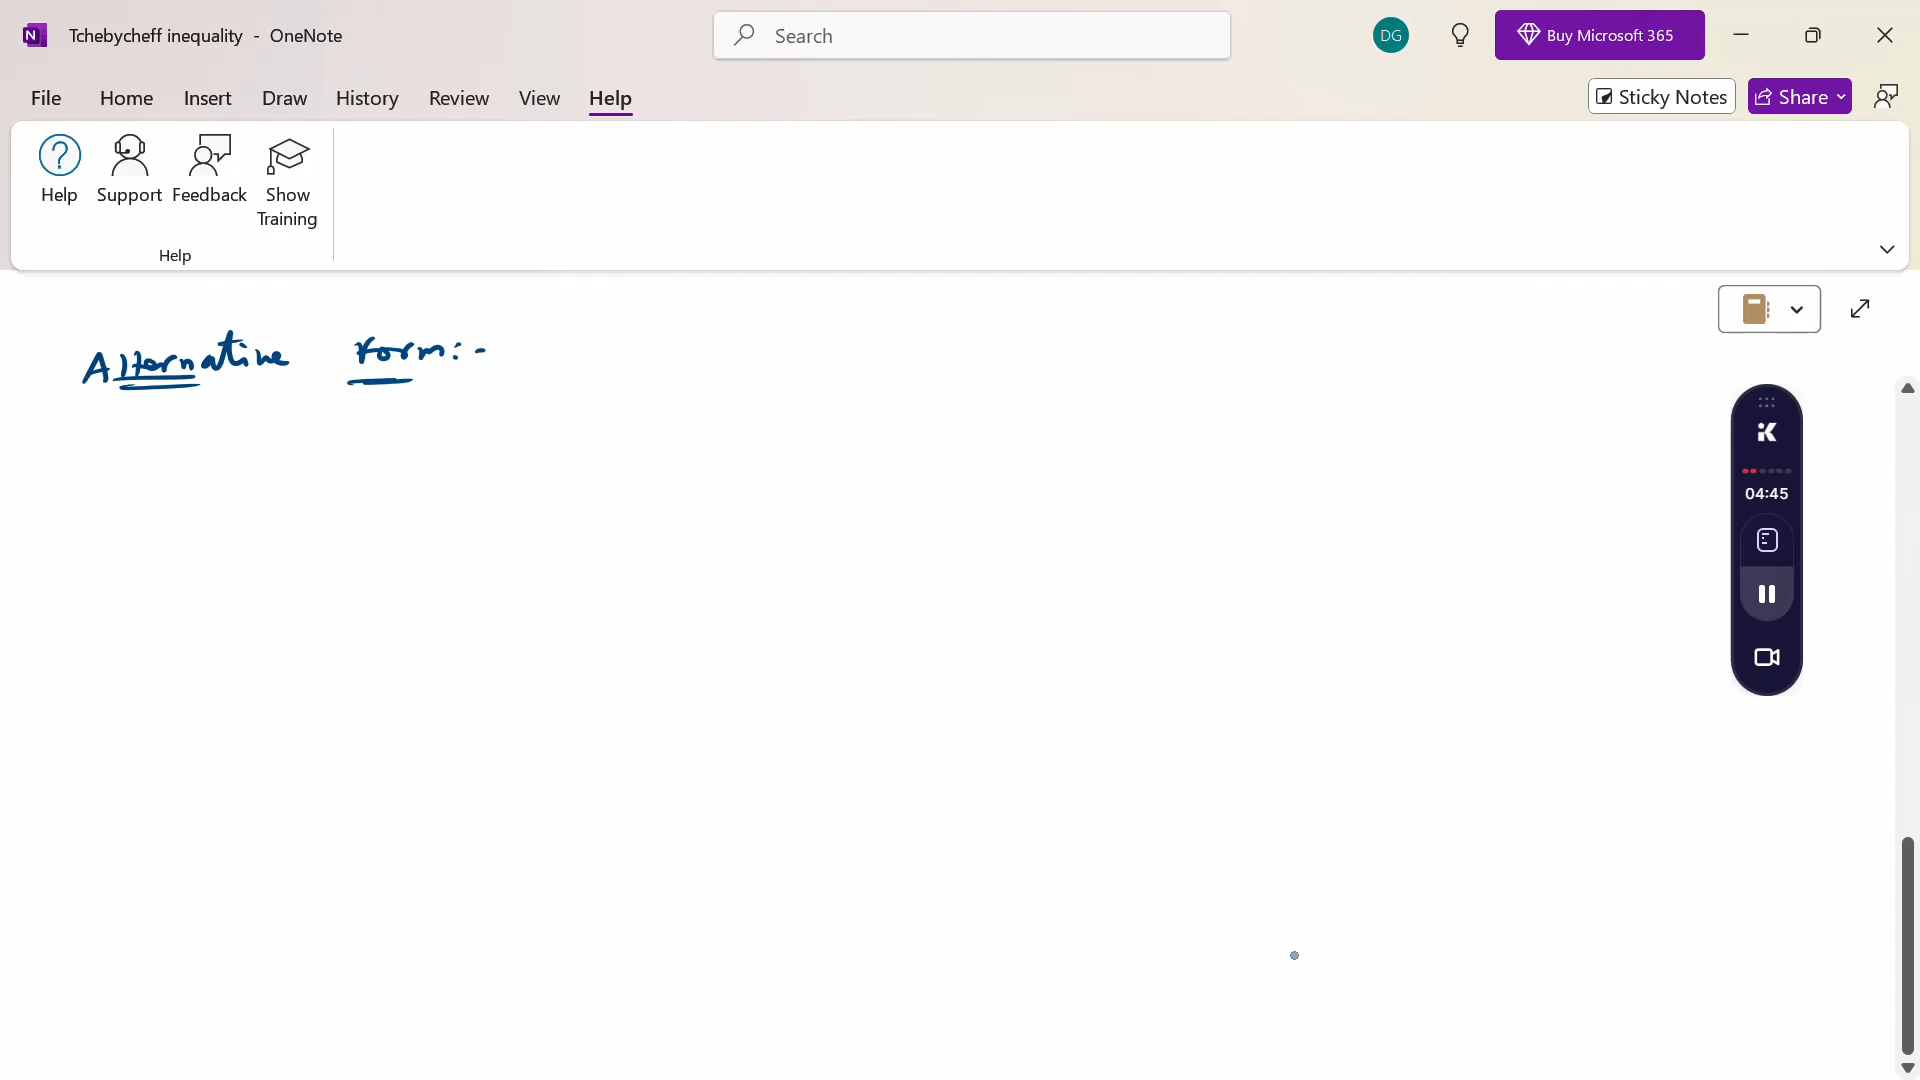 Tchebycheff inequality - OneNote
Search
DG
Buy Microsoft 365
File Home Insert Draw History Review View Help
Sticky Notes
Share
Help Support Feedback Show Training
Help
Alternative Form:-
04:45